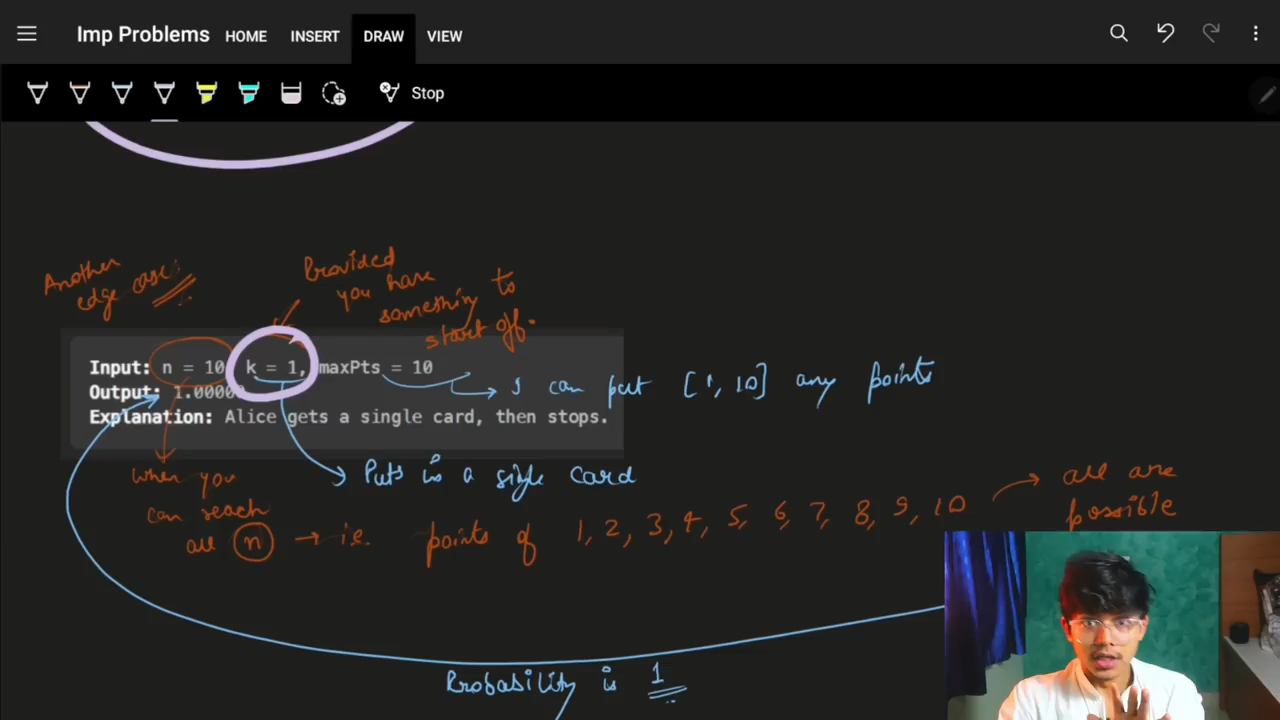 Imp Problems HOME INSERT DRAW VIEW
Stop
Another
edge case
Provided
you have
something to
start off.
Input: n = 10, k = 1, maxPts = 10
Output: 1.00000
Explanation: Alice gets a single card, then stops.
I can put [1, 10] any points
Puts in a single card
when you
can reach
all n → i.e. points of 1, 2, 3, 4, 5, 6, 7, 8, 9, 10
all are
possible
Probability is 1